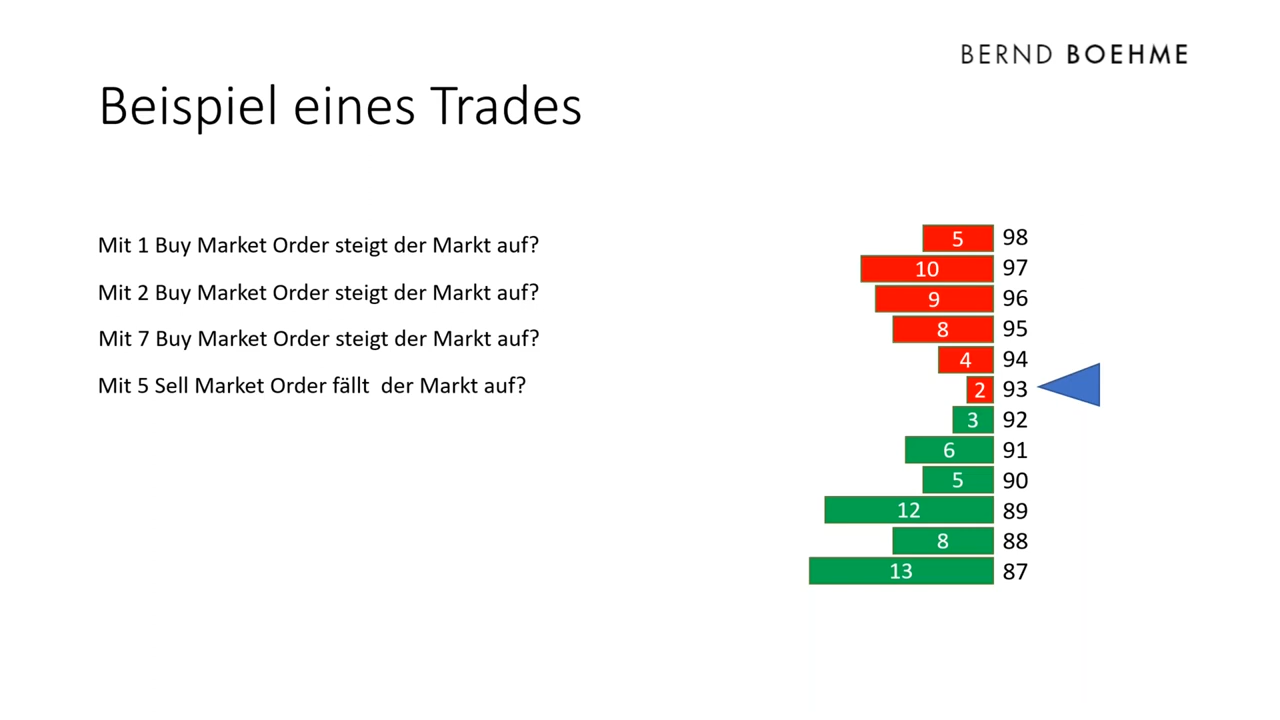 BERND BOEHME
Beispiel eines Trades
Mit 1 Buy Market Order steigt der Markt auf?
Mit 2 Buy Market Order steigt der Markt auf?
Mit 7 Buy Market Order steigt der Markt auf?
Mit 5 Sell Market Order fällt  der Markt auf?
5 98
10 97
9 96
8 95
4 94
2 93
3 92
6 91
5 90
12 89
8 88
13 87